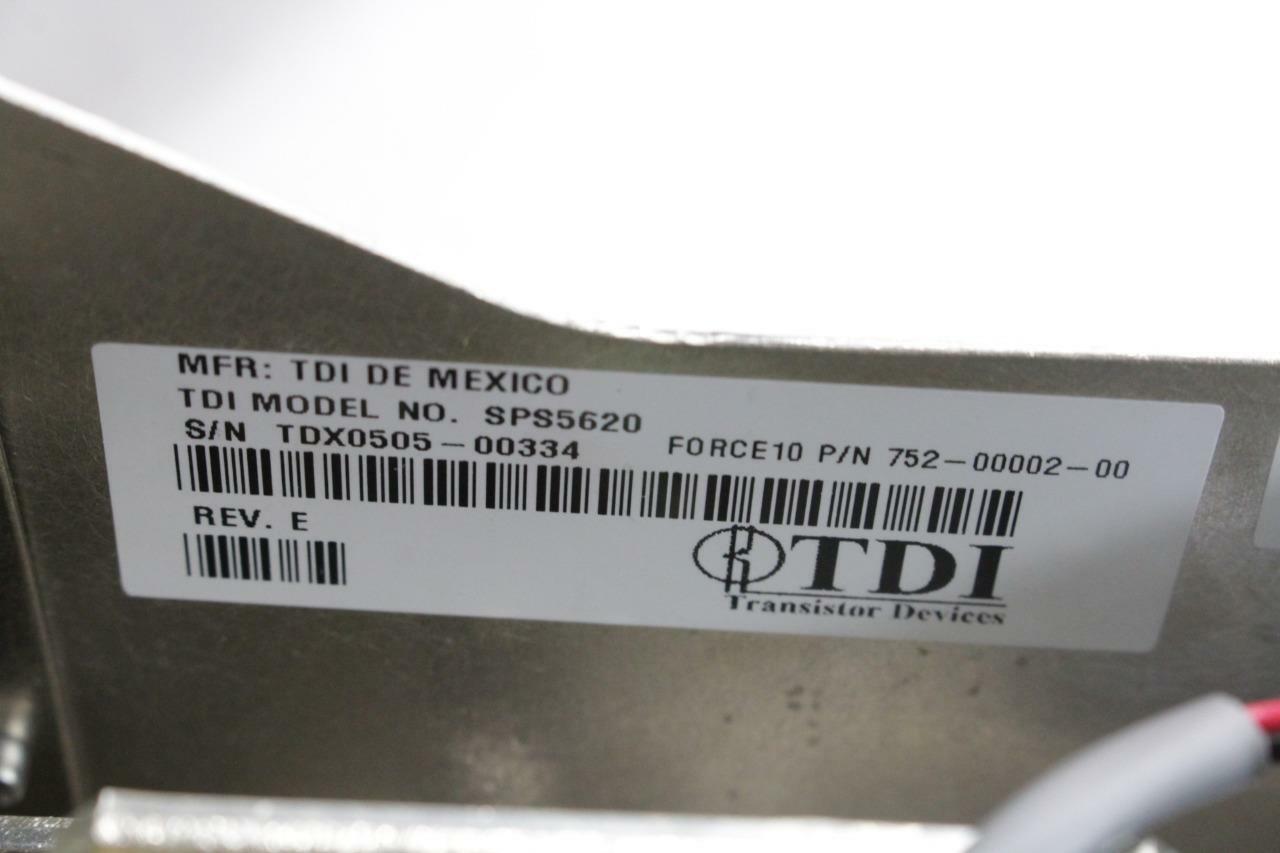 MFR: TDI DE MEXICO
TDI MODEL NO. SPS5620
S/N TDX0505-00334 FORCE10 P/N 752-00002-00
REV. E
TDI
Transistor Devices